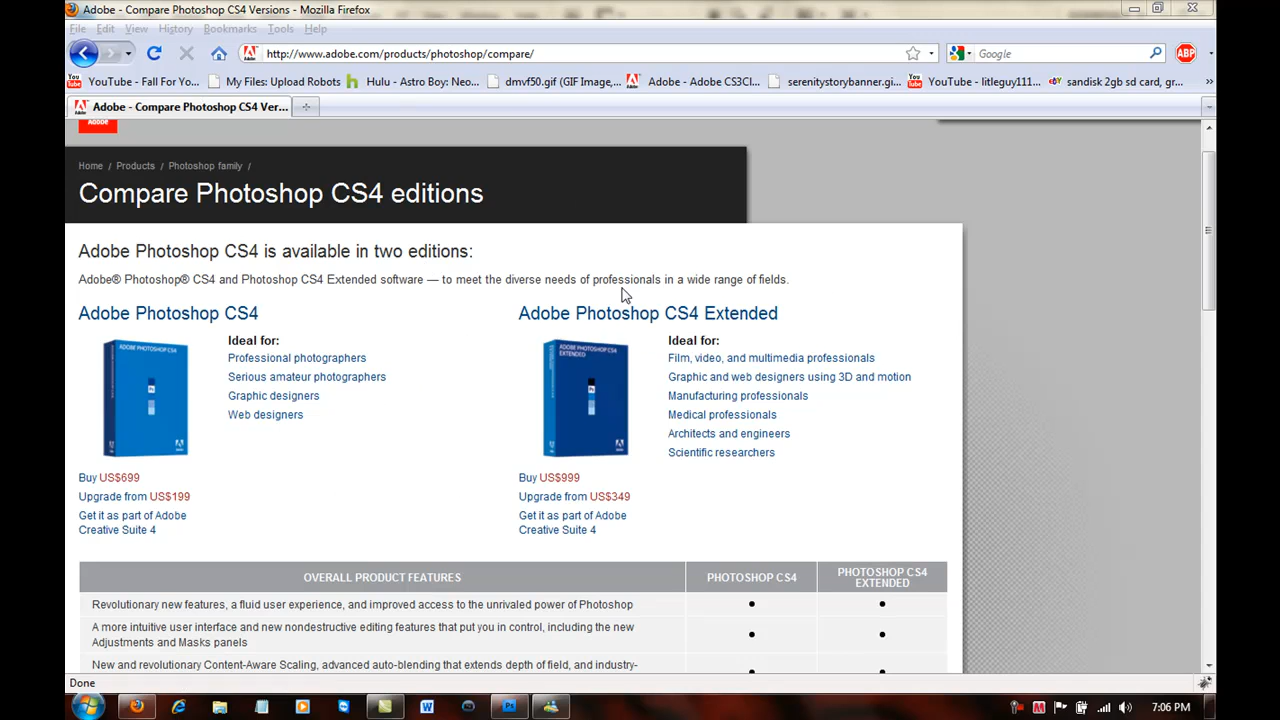 Adobe - Compare Photoshop CS4 Versions - Mozilla Firefox
File Edit View History Bookmarks Tools Help
http://www.adobe.com/products/photoshop/compare/
Google
ABP
YouTube - Fall For Yo... My Files: Upload Robots Hulu - Astro Boy: Neo... lmvf50.gif (GIF Image,... Adobe - Adobe CS3Cl... serenitystorybanner.gi... YouTube - litleguy111... sandisk 2gb sd card, gr... »
Adobe - Compare Photoshop CS4 Ver...
ADOBE
Home / Products / Photoshop family /
Compare Photoshop CS4 editions
Adobe Photoshop CS4 is available in two editions:
Adobe® Photoshop® CS4 and Photoshop CS4 Extended software — to meet the diverse needs of professionals in a wide range of fields.
Adobe Photoshop CS4
ADOBE PHOTOSHOP CS4
Ps
Ideal for:
Professional photographers
Serious amateur photographers
Graphic designers
Web designers
Buy US$699
Upgrade from US$199
Get it as part of Adobe
Creative Suite 4
Adobe Photoshop CS4 Extended
ADOBE PHOTOSHOP CS4
EXTENDED
Ps
Ideal for:
Film, video, and multimedia professionals
Graphic and web designers using 3D and motion
Manufacturing professionals
Medical professionals
Architects and engineers
Scientific researchers
Buy US$999
Upgrade from US$349
Get it as part of Adobe
Creative Suite 4
OVERALL PRODUCT FEATURES PHOTOSHOP CS4 PHOTOSHOP CS4
EXTENDED
Revolutionary new features, a fluid user experience, and improved access to the unrivaled power of Photoshop
A more intuitive user interface and new nondestructive editing features that put you in control, including the new
Adjustments and Masks panels
New and revolutionary Content-Aware Scaling, advanced auto-blending that extends depth of field, and industry-
Done
7:06 PM